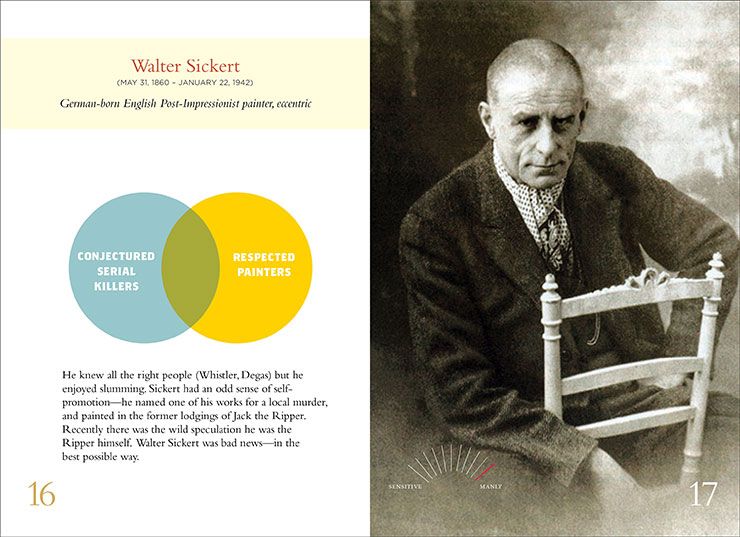 Walter Sickert
(MAY 31, 1860 – JANUARY 22, 1942)
German-born English Post-Impressionist painter, eccentric
CONJECTURED
SERIAL
KILLERS
RESPECTED
PAINTERS
He knew all the right people (Whistler, Degas) but he
enjoyed slumming. Sickert had an odd sense of self-
promotion—he named one of his works for a local murder,
and painted in the former lodgings of Jack the Ripper.
Recently there was the wild speculation he was the
Ripper himself. Walter Sickert was bad news—in the
best possible way.
16
SENSITIVE
MANLY
17